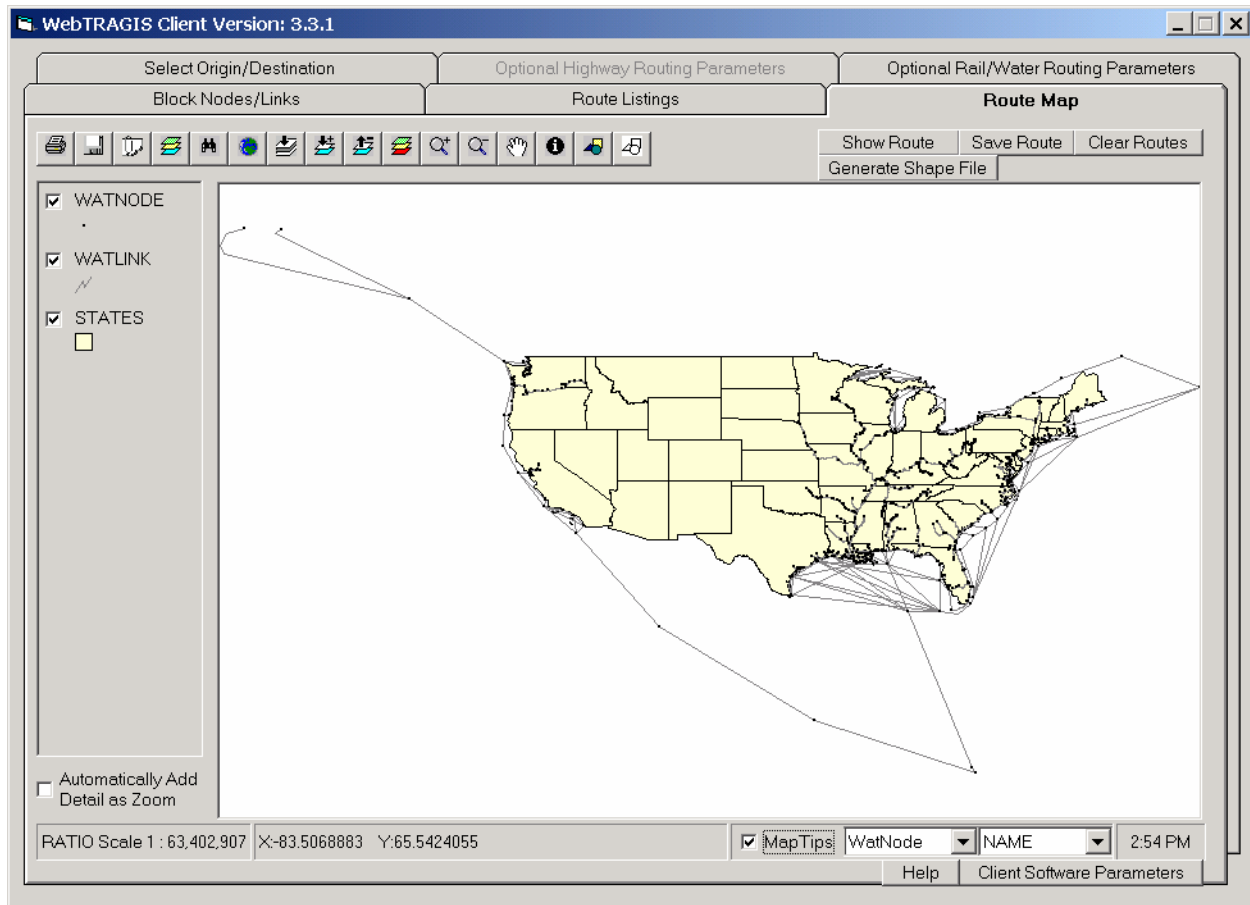 WebTRAGIS Client Version: 3.3.1
Select Origin/Destination
Optional Highway Routing Parameters
Optional Rail/Water Routing Parameters
Block Nodes/Links
Route Listings
Route Map
Show Route
Save Route
Clear Routes
Generate Shape File
WATNODE
WATLINK
STATES
Automatically Add
Detail as Zoom
RATIO Scale 1 : 63,402,907
X:-83.5068883 Y:65.5424055
MapTips
WatNode
NAME
2:54 PM
Help
Client Software Parameters